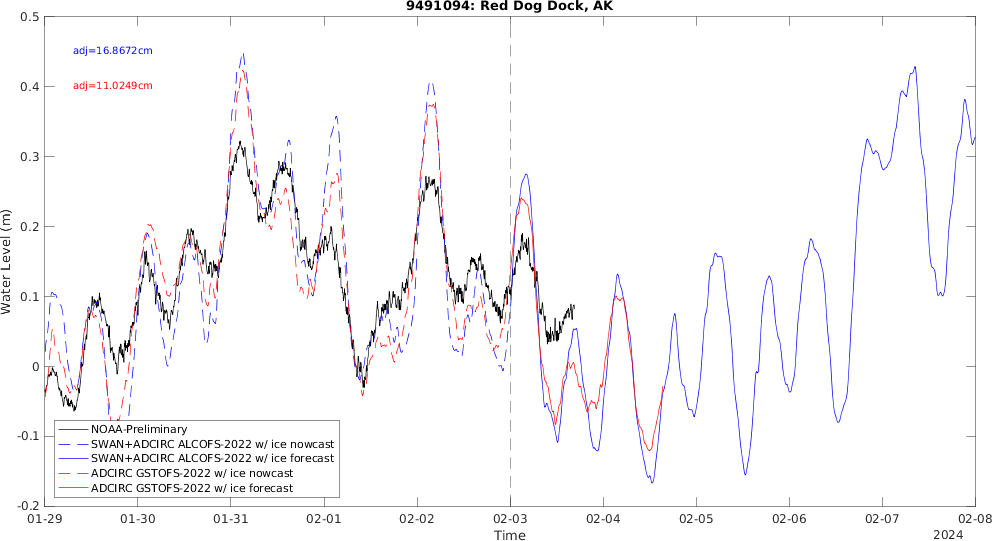 9491094: Red Dog Dock, AK
adj=16.8672cm
adj=11.0249cm
Water Level (m)
0.5
0.4
0.3
0.2
0.1
0
-0.1
-0.2
NOAA-Preliminary
SWAN+ADCIRC ALCOFS-2022 w/ ice nowcast
SWAN+ADCIRC ALCOFS-2022 w/ ice forecast
ADCIRC GSTOFS-2022 w/ ice nowcast
ADCIRC GSTOFS-2022 w/ ice forecast
01-29 01-30 01-31 02-01 02-02 02-03 02-04 02-05 02-06 02-07 02-08
Time
2024